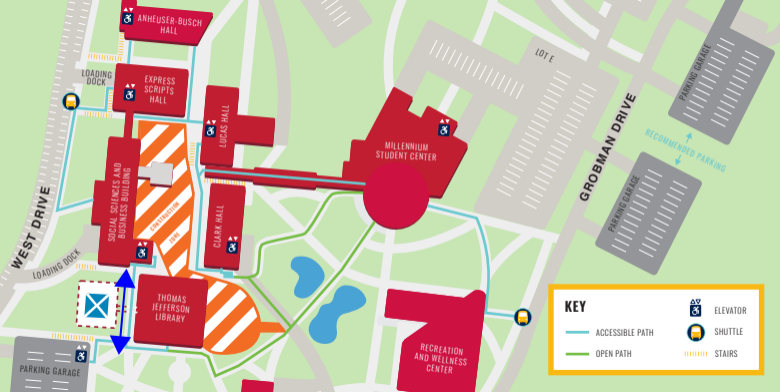 ANHEUSER-BUSCH
HALL
LOADING
DOCK
EXPRESS
SCRIPTS
HALL
LUCAS HALL
LOT E
PARKING GARAGE
MILLENNIUM
STUDENT CENTER
GROBMAN DRIVE
RECOMMENDED PARKING
PARKING GARAGE
SOCIAL SCIENCES AND
BUSINESS BUILDING
CONSTRUCTION
ZONE
CLARK HALL
WEST DRIVE
LOADING DOCK
THOMAS
JEFFERSON
LIBRARY
PARKING GARAGE
RECREATION
AND WELLNESS
CENTER
KEY
ACCESSIBLE PATH
OPEN PATH
ELEVATOR
SHUTTLE
STAIRS